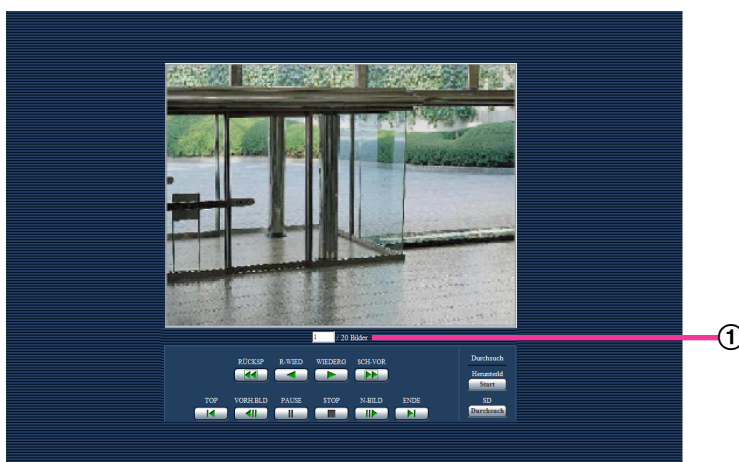 1 / 20 Bilder
①
RÜCKSP R-WIED WIEDERG SCH-VOR
TOP VORH.BLD PAUSE STOP N-BILD ENDE
Durchsuch
Herunterld
Start
SD
Durchsuch